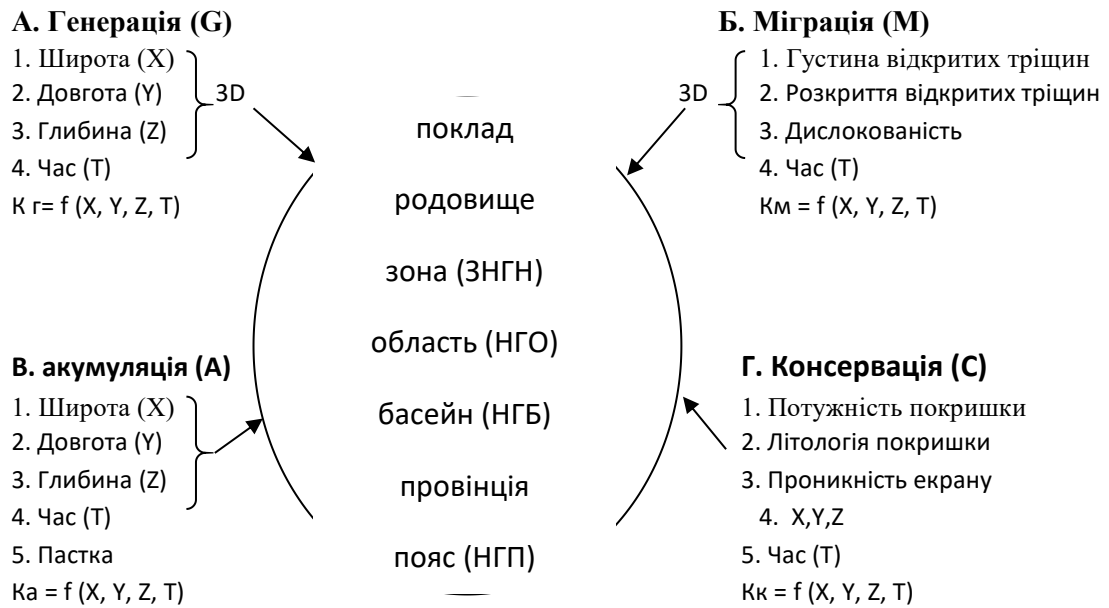 А. Генерація (G)
1. Широта (X)
2. Довгота (Y)
3. Глибина (Z)
4. Час (T)
3D
К г= f (X, Y, Z, T)
Б. Міграція (М)
1. Густина відкритих тріщин
2. Розкриття відкритих тріщин
3. Дислокованість
4. Час (T)
3D
Км = f (X, Y, Z, T)
поклад
родовище
зона (ЗНГН)
область (НГО)
басейн (НГБ)
провінція
пояс (НГП)
В. акумуляція (А)
1. Широта (X)
2. Довгота (Y)
3. Глибина (Z)
4. Час (T)
5. Пастка
Ка = f (X, Y, Z, T)
Г. Консервація (С)
1. Потужність покришки
2. Літологія покришки
3. Проникність екрану
4. X,Y,Z
5. Час (T)
Кк = f (X, Y, Z, T)